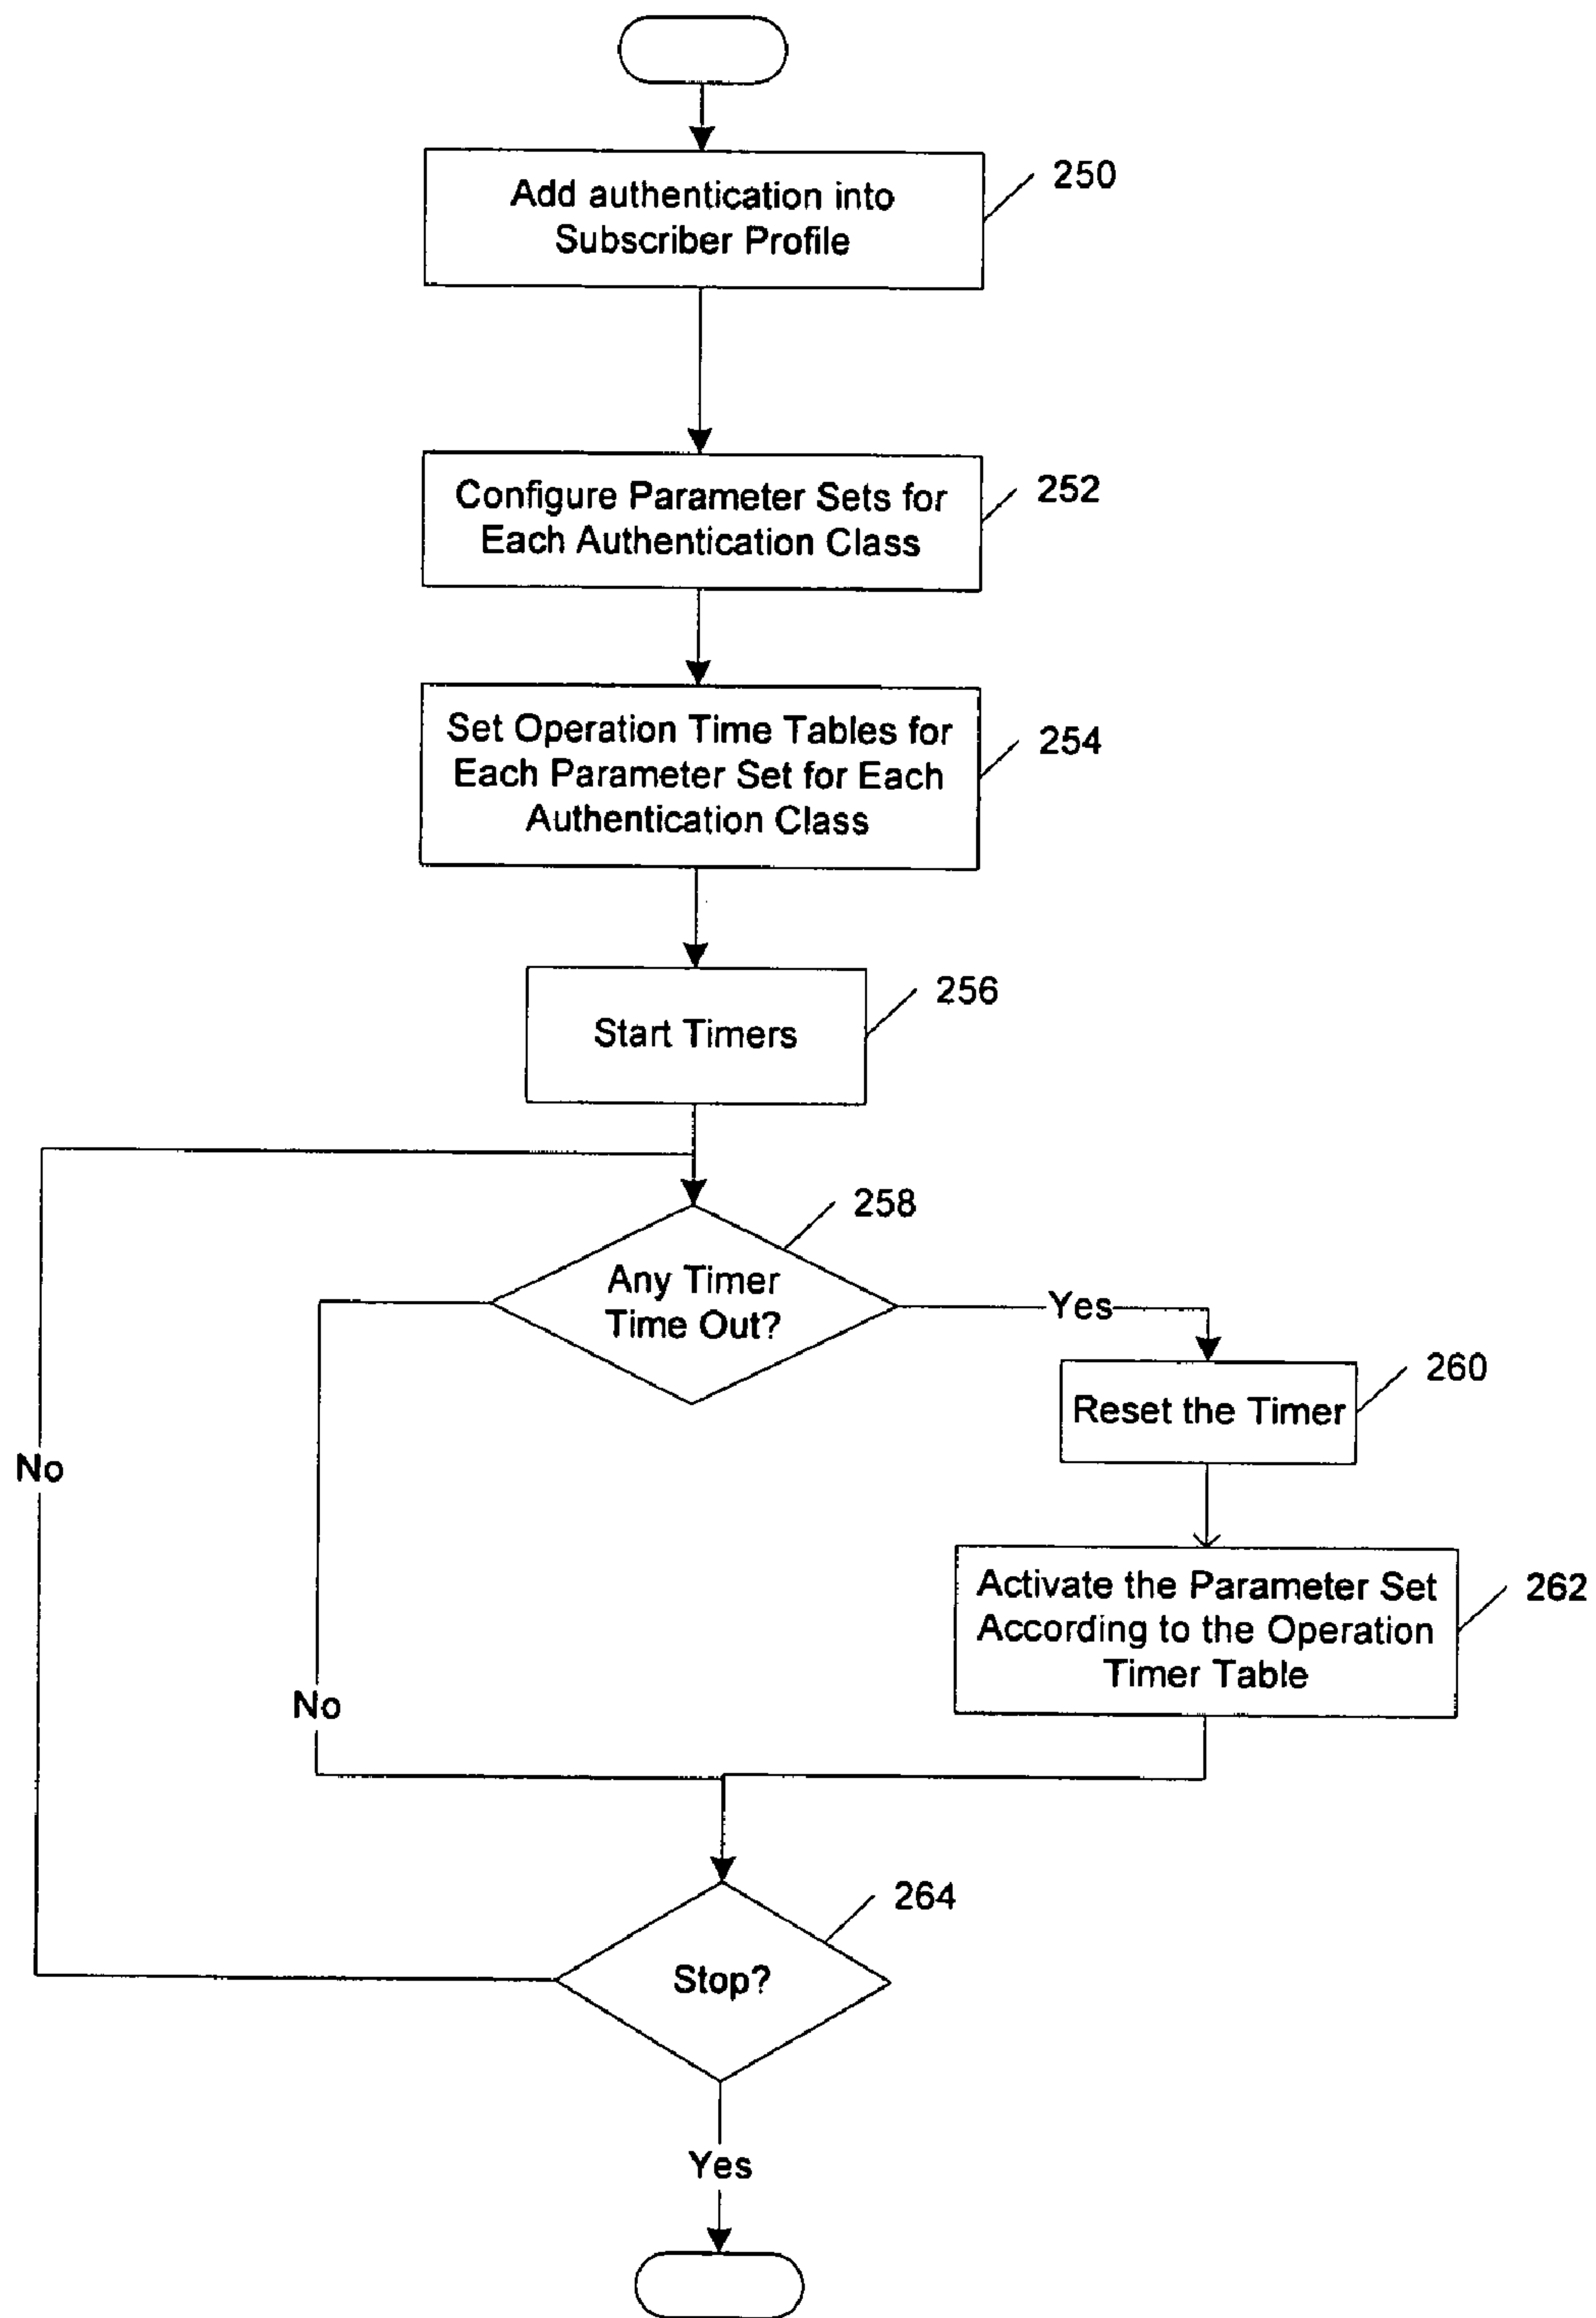 Add authentication into
Subscriber Profile
250
Configure Parameter Sets for
Each Authentication Class
252
Set Operation Time Tables for
Each Parameter Set for Each
Authentication Class
254
Start Timers
256
Any Timer
Time Out?
258
Yes
Reset the Timer
260
No
Activate the Parameter Set
According to the Operation
Timer Table
262
No
Stop?
264
Yes